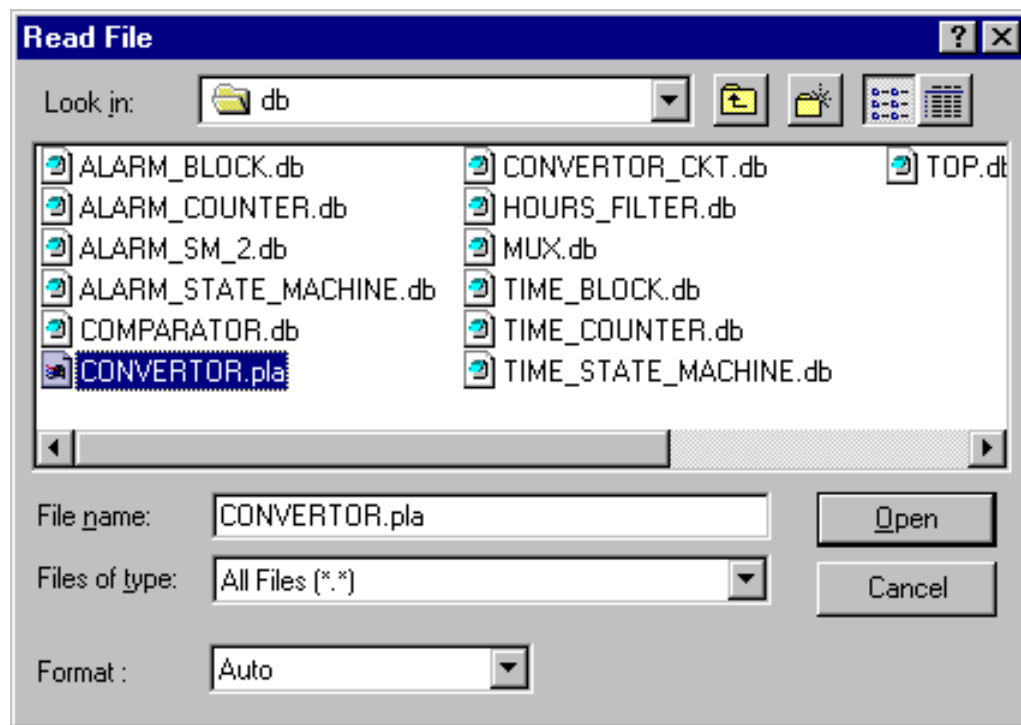 Read File
Look in:
db
ALARM_BLOCK.db
ALARM_COUNTER.db
ALARM_SM_2.db
ALARM_STATE_MACHINE.db
COMPARATOR.db
CONVERTOR.pla
CONVERTOR_CKT.db
HOURS_FILTER.db
MUX.db
TIME_BLOCK.db
TIME_COUNTER.db
TIME_STATE_MACHINE.db
TOP.db
File name:
CONVERTOR.pla
Open
Files of type:
All Files (*.*)
Cancel
Format :
Auto